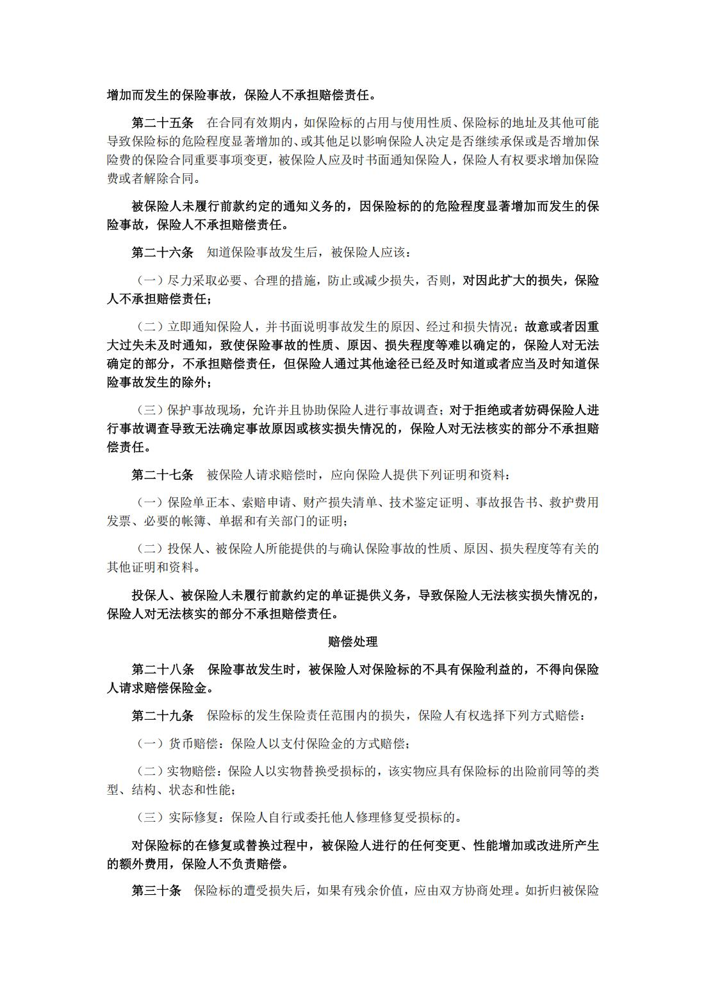 增加而发生的保险事故，保险人不承担赔偿责任。
第二十五条　在合同有效期内，如保险标的占用与使用性质、保险标的地址及其他可能
导致保险标的危险程度显著增加的、或其他足以影响保险人决定是否继续承保或是否增加保
险费的保险合同重要事项变更，被保险人应及时书面通知保险人，保险人有权要求增加保险
费或者解除合同。
被保险人未履行前款约定的通知义务的，因保险标的的危险程度显著增加而发生的保
险事故，保险人不承担赔偿责任。
第二十六条　知道保险事故发生后，被保险人应该：
（一）尽力采取必要、合理的措施，防止或减少损失，否则，对因此扩大的损失，保险
人不承担赔偿责任；
（二）立即通知保险人，并书面说明事故发生的原因、经过和损失情况；故意或者因重
大过失未及时通知，致使保险事故的性质、原因、损失程度等难以确定的，保险人对无法
确定的部分，不承担赔偿责任，但保险人通过其他途径已经及时知道或者应当及时知道保
险事故发生的除外；
（三）保护事故现场，允许并且协助保险人进行事故调查；对于拒绝或者妨碍保险人进
行事故调查导致无法确定事故原因或核实损失情况的，保险人对无法核实的部分不承担赔
偿责任。
第二十七条　被保险人请求赔偿时，应向保险人提供下列证明和资料：
（一）保险单正本、索赔申请、财产损失清单、技术鉴定证明、事故报告书、救护费用
发票、必要的帐簿、单据和有关部门的证明；
（二）投保人、被保险人所能提供的与确认保险事故的性质、原因、损失程度等有关的
其他证明和资料。
投保人、被保险人未履行前款约定的单证提供义务，导致保险人无法核实损失情况的，
保险人对无法核实的部分不承担赔偿责任。
赔偿处理
第二十八条　保险事故发生时，被保险人对保险标的不具有保险利益的，不得向保险
人请求赔偿保险金。
第二十九条　保险标的发生保险责任范围内的损失，保险人有权选择下列方式赔偿：
（一）货币赔偿：保险人以支付保险金的方式赔偿；
（二）实物赔偿：保险人以实物替换受损标的，该实物应具有保险标的出险前同等的类
型、结构、状态和性能；
（三）实际修复：保险人自行或委托他人修理修复受损标的。
对保险标的在修复或替换过程中，被保险人进行的任何变更、性能增加或改进所产生
的额外费用，保险人不负责赔偿。
第三十条　保险标的遭受损失后，如果有残余价值，应由双方协商处理。如折归被保险